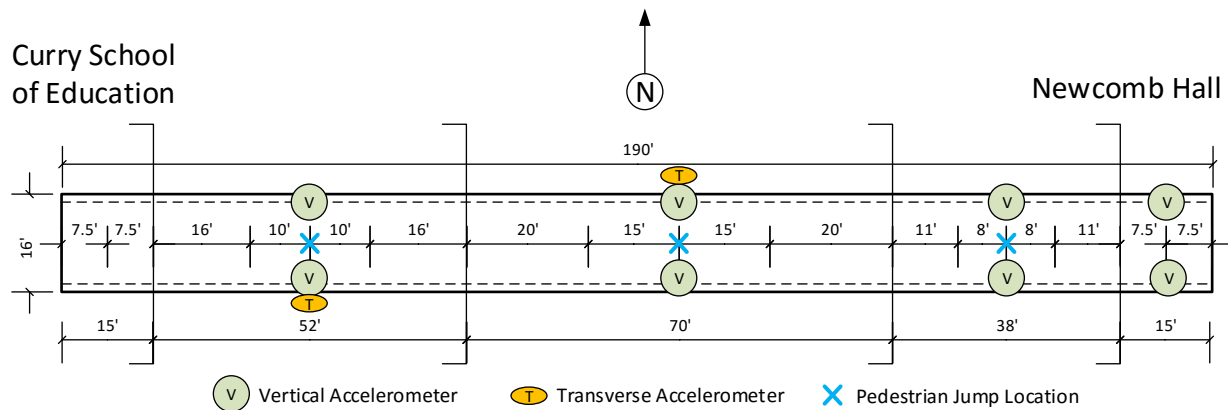 Curry School
of Education
N
Newcomb Hall
190'
T
V
V
V
V
16'
7.5'
7.5'
16'
10'
10'
16'
20'
15'
15'
20'
11'
8'
8'
11'
7.5'
7.5'
V
V
V
V
T
15'
52'
70'
38'
15'
V Vertical Accelerometer
T Transverse Accelerometer
Pedestrian Jump Location